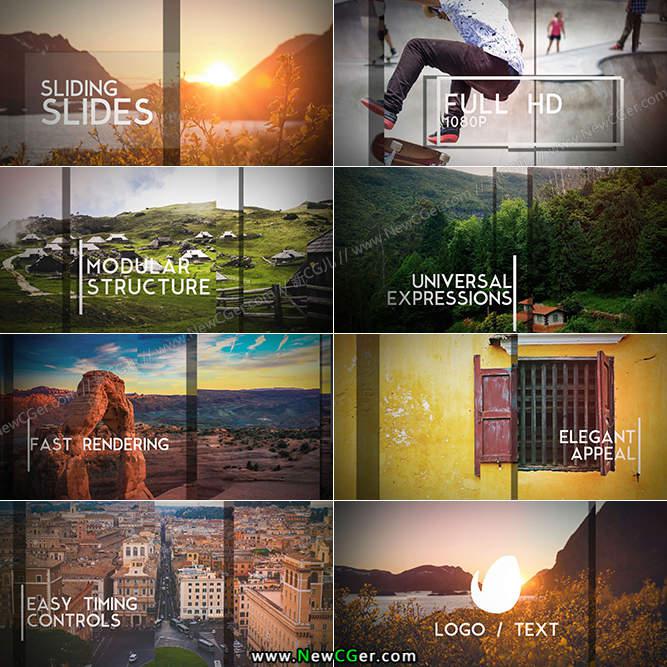 SLIDING
SLIDES
FULL HD
1080P
MODULAR
STRUCTURE
UNIVERSAL
EXPRESSIONS
FAST RENDERING
ELEGANT
APPEAL
EASY TIMING
CONTROLS
LOGO / TEXT
www.NewCGer.com